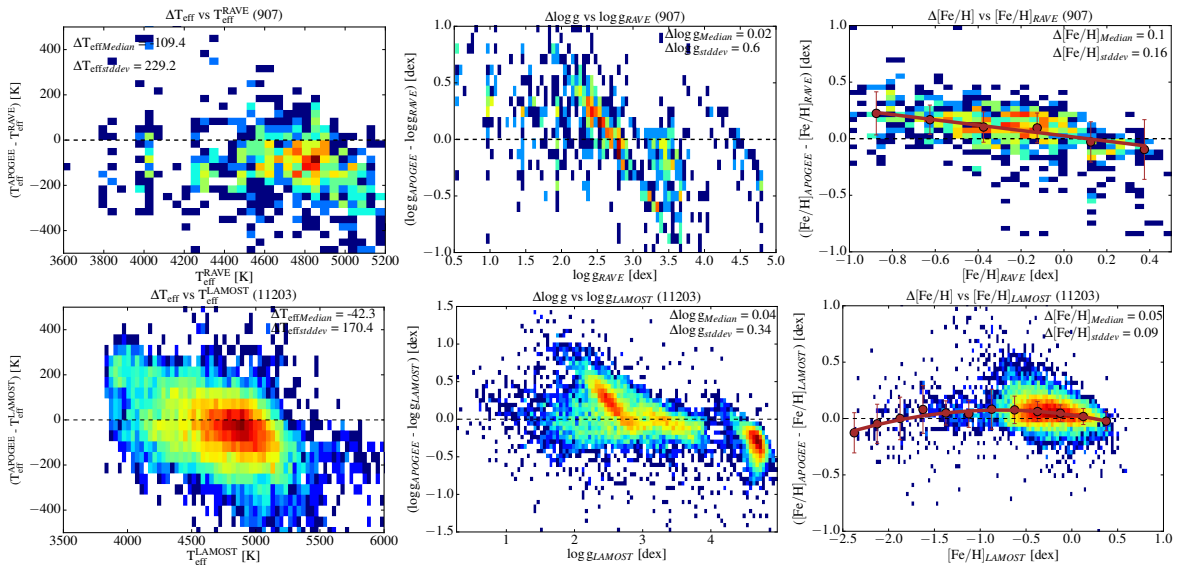 ΔT_eff vs T_eff^RAVE (907)
ΔT_effMedian = -109.4
ΔT_effstddev = 229.2
(T_eff^APOGEE - T_eff^RAVE) [K]
400
200
0
−200
−400
3600 3800 4000 4200 4400 4600 4800 5000 5200
T_eff^RAVE [K]
Δlog g vs log g_RAVE (907)
Δlog g_Median = 0.02
Δlog g_stddev = 0.6
(log g_APOGEE - log g_RAVE) [dex]
1.0
0.5
0.0
−0.5
−1.0
0.5 1.0 1.5 2.0 2.5 3.0 3.5 4.0 4.5 5.0
log g_RAVE [dex]
Δ[Fe/H] vs [Fe/H]_RAVE (907)
Δ[Fe/H]_Median = 0.1
Δ[Fe/H]_stddev = 0.16
([Fe/H]_APOGEE - [Fe/H]_RAVE) [dex]
1.0
0.5
0.0
−0.5
−1.0
−1.0 −0.8 −0.6 −0.4 −0.2 0.0 0.2 0.4
[Fe/H]_RAVE [dex]
ΔT_eff vs T_eff^LAMOST (11203)
ΔT_effMedian = -42.3
ΔT_effstddev = 170.4
(T_eff^APOGEE - T_eff^LAMOST) [K]
400
200
0
−200
−400
3500 4000 4500 5000 5500 6000
T_eff^LAMOST [K]
Δlog g vs log g_LAMOST (11203)
Δlog g_Median = 0.04
Δlog g_stddev = 0.34
(log g_APOGEE - log g_LAMOST) [dex]
1.5
1.0
0.5
0.0
−0.5
−1.0
−1.5
1 2 3 4
log g_LAMOST [dex]
Δ[Fe/H] vs [Fe/H]_LAMOST (11203)
Δ[Fe/H]_Median = 0.05
Δ[Fe/H]_stddev = 0.09
([Fe/H]_APOGEE - [Fe/H]_LAMOST) [dex]
1.0
0.5
0.0
−0.5
−1.0
−2.5 −2.0 −1.5 −1.0 −0.5 0.0 0.5 1.0
[Fe/H]_LAMOST [dex]